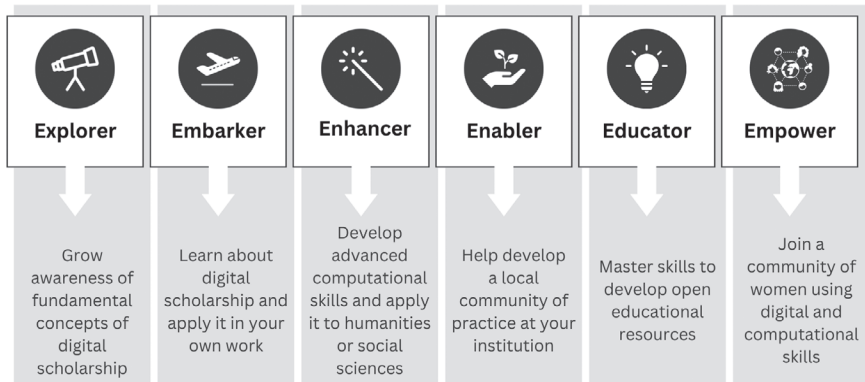 Explorer
Grow
awareness of
fundamental
concepts of
digital
scholarship
Embarker
Learn about
digital
scholarship and
apply it in your
own work
Enhancer
Develop
advanced
computational
skills and apply
it to humanities
or social
sciences
Enabler
Help develop
a local
community of
practice at your
institution
Educator
Master skills to
develop open
educational
resources
Empower
Join a
community of
women using
digital and
computational
skills